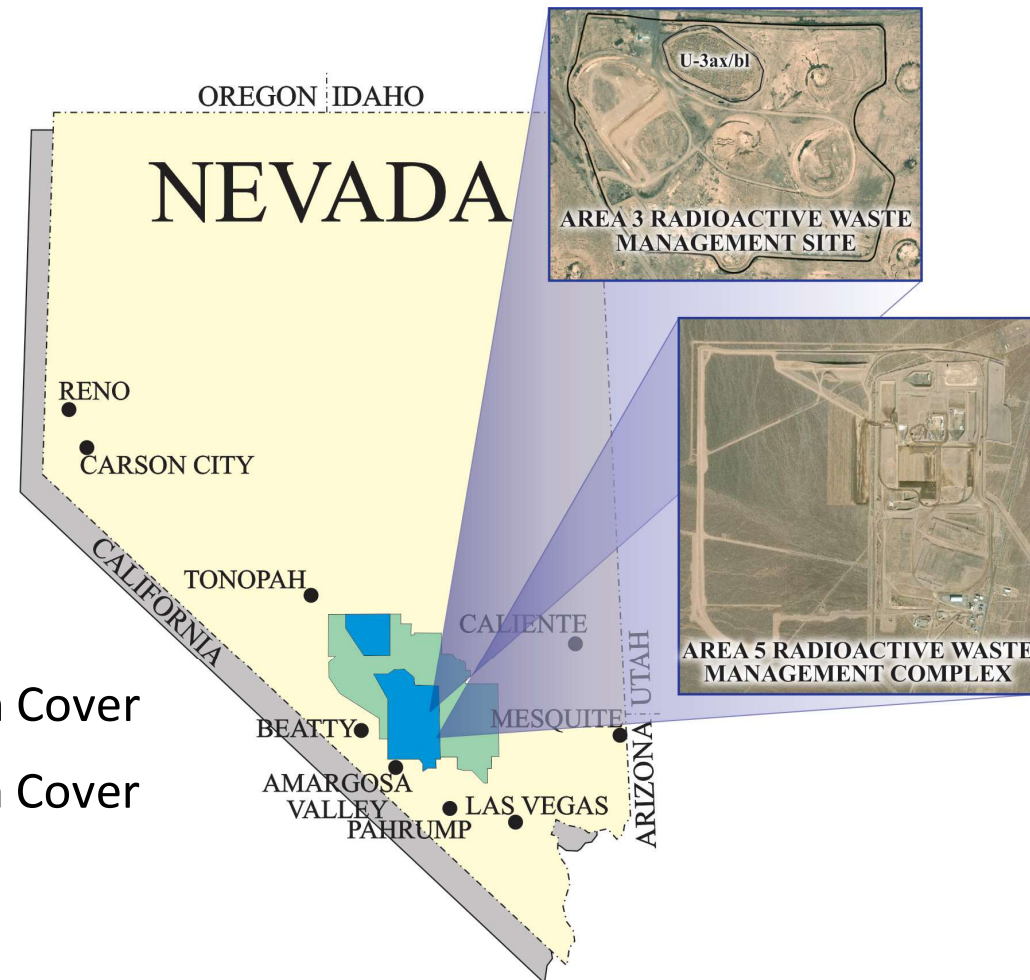 U-3ax/bl
OREGON IDAHO
NEVADA
AREA 3 RADIOACTIVE WASTE
MANAGEMENT SITE
RENO
CARSON CITY
CALIFORNIA
TONOPAH
CALIENTE
UTAH
AREA 5 RADIOACTIVE WASTE
MANAGEMENT COMPLEX
Cover
BEATTY
MESQUITE
ARIZONA
Cover
AMARGOSA
VALLEY
PAHRUMP
LAS VEGAS